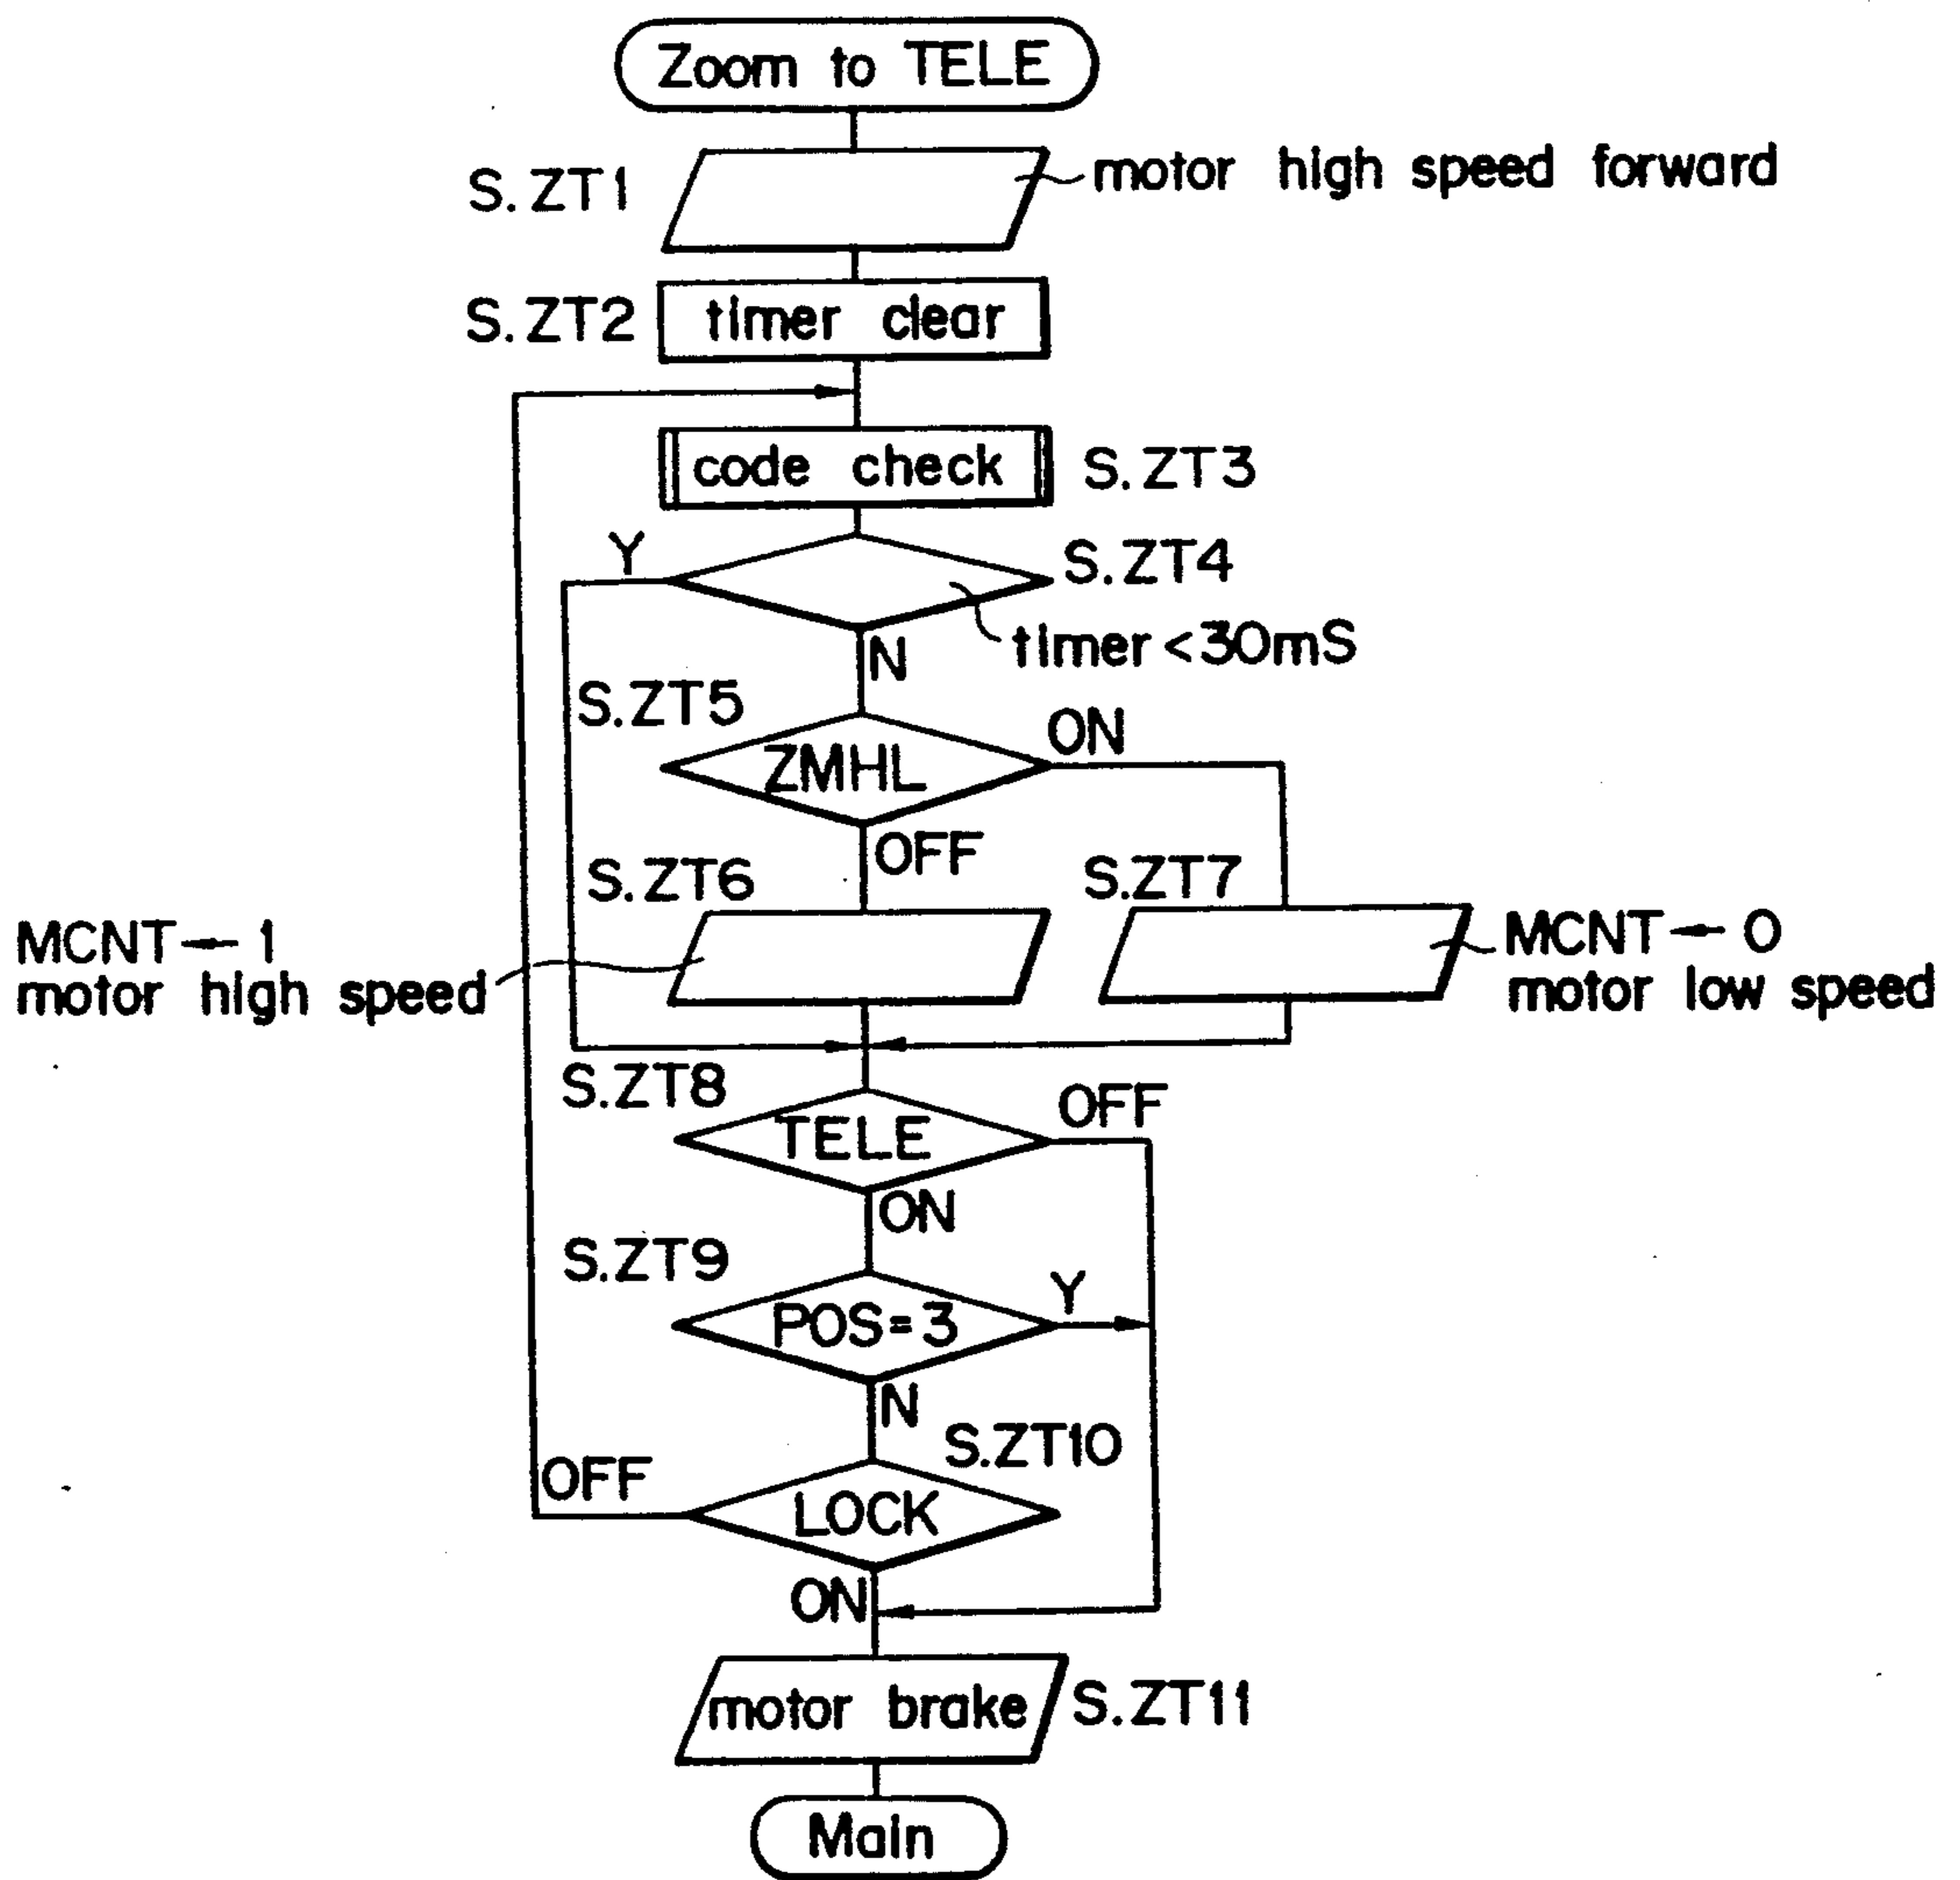 Zoom to TELE
S.ZT1
motor high speed forward
S.ZT2
timer clear
code check
S.ZT3
Y
S.ZT4
timer<30mS
N
S.ZT5
ZMHL
ON
OFF
S.ZT6
S.ZT7
MCNT←1
motor high speed
MCNT←0
motor low speed
S.ZT8
TELE
OFF
ON
S.ZT9
POS=3
Y
N
S.ZT10
OFF
LOCK
ON
motor brake
S.ZT11
Main